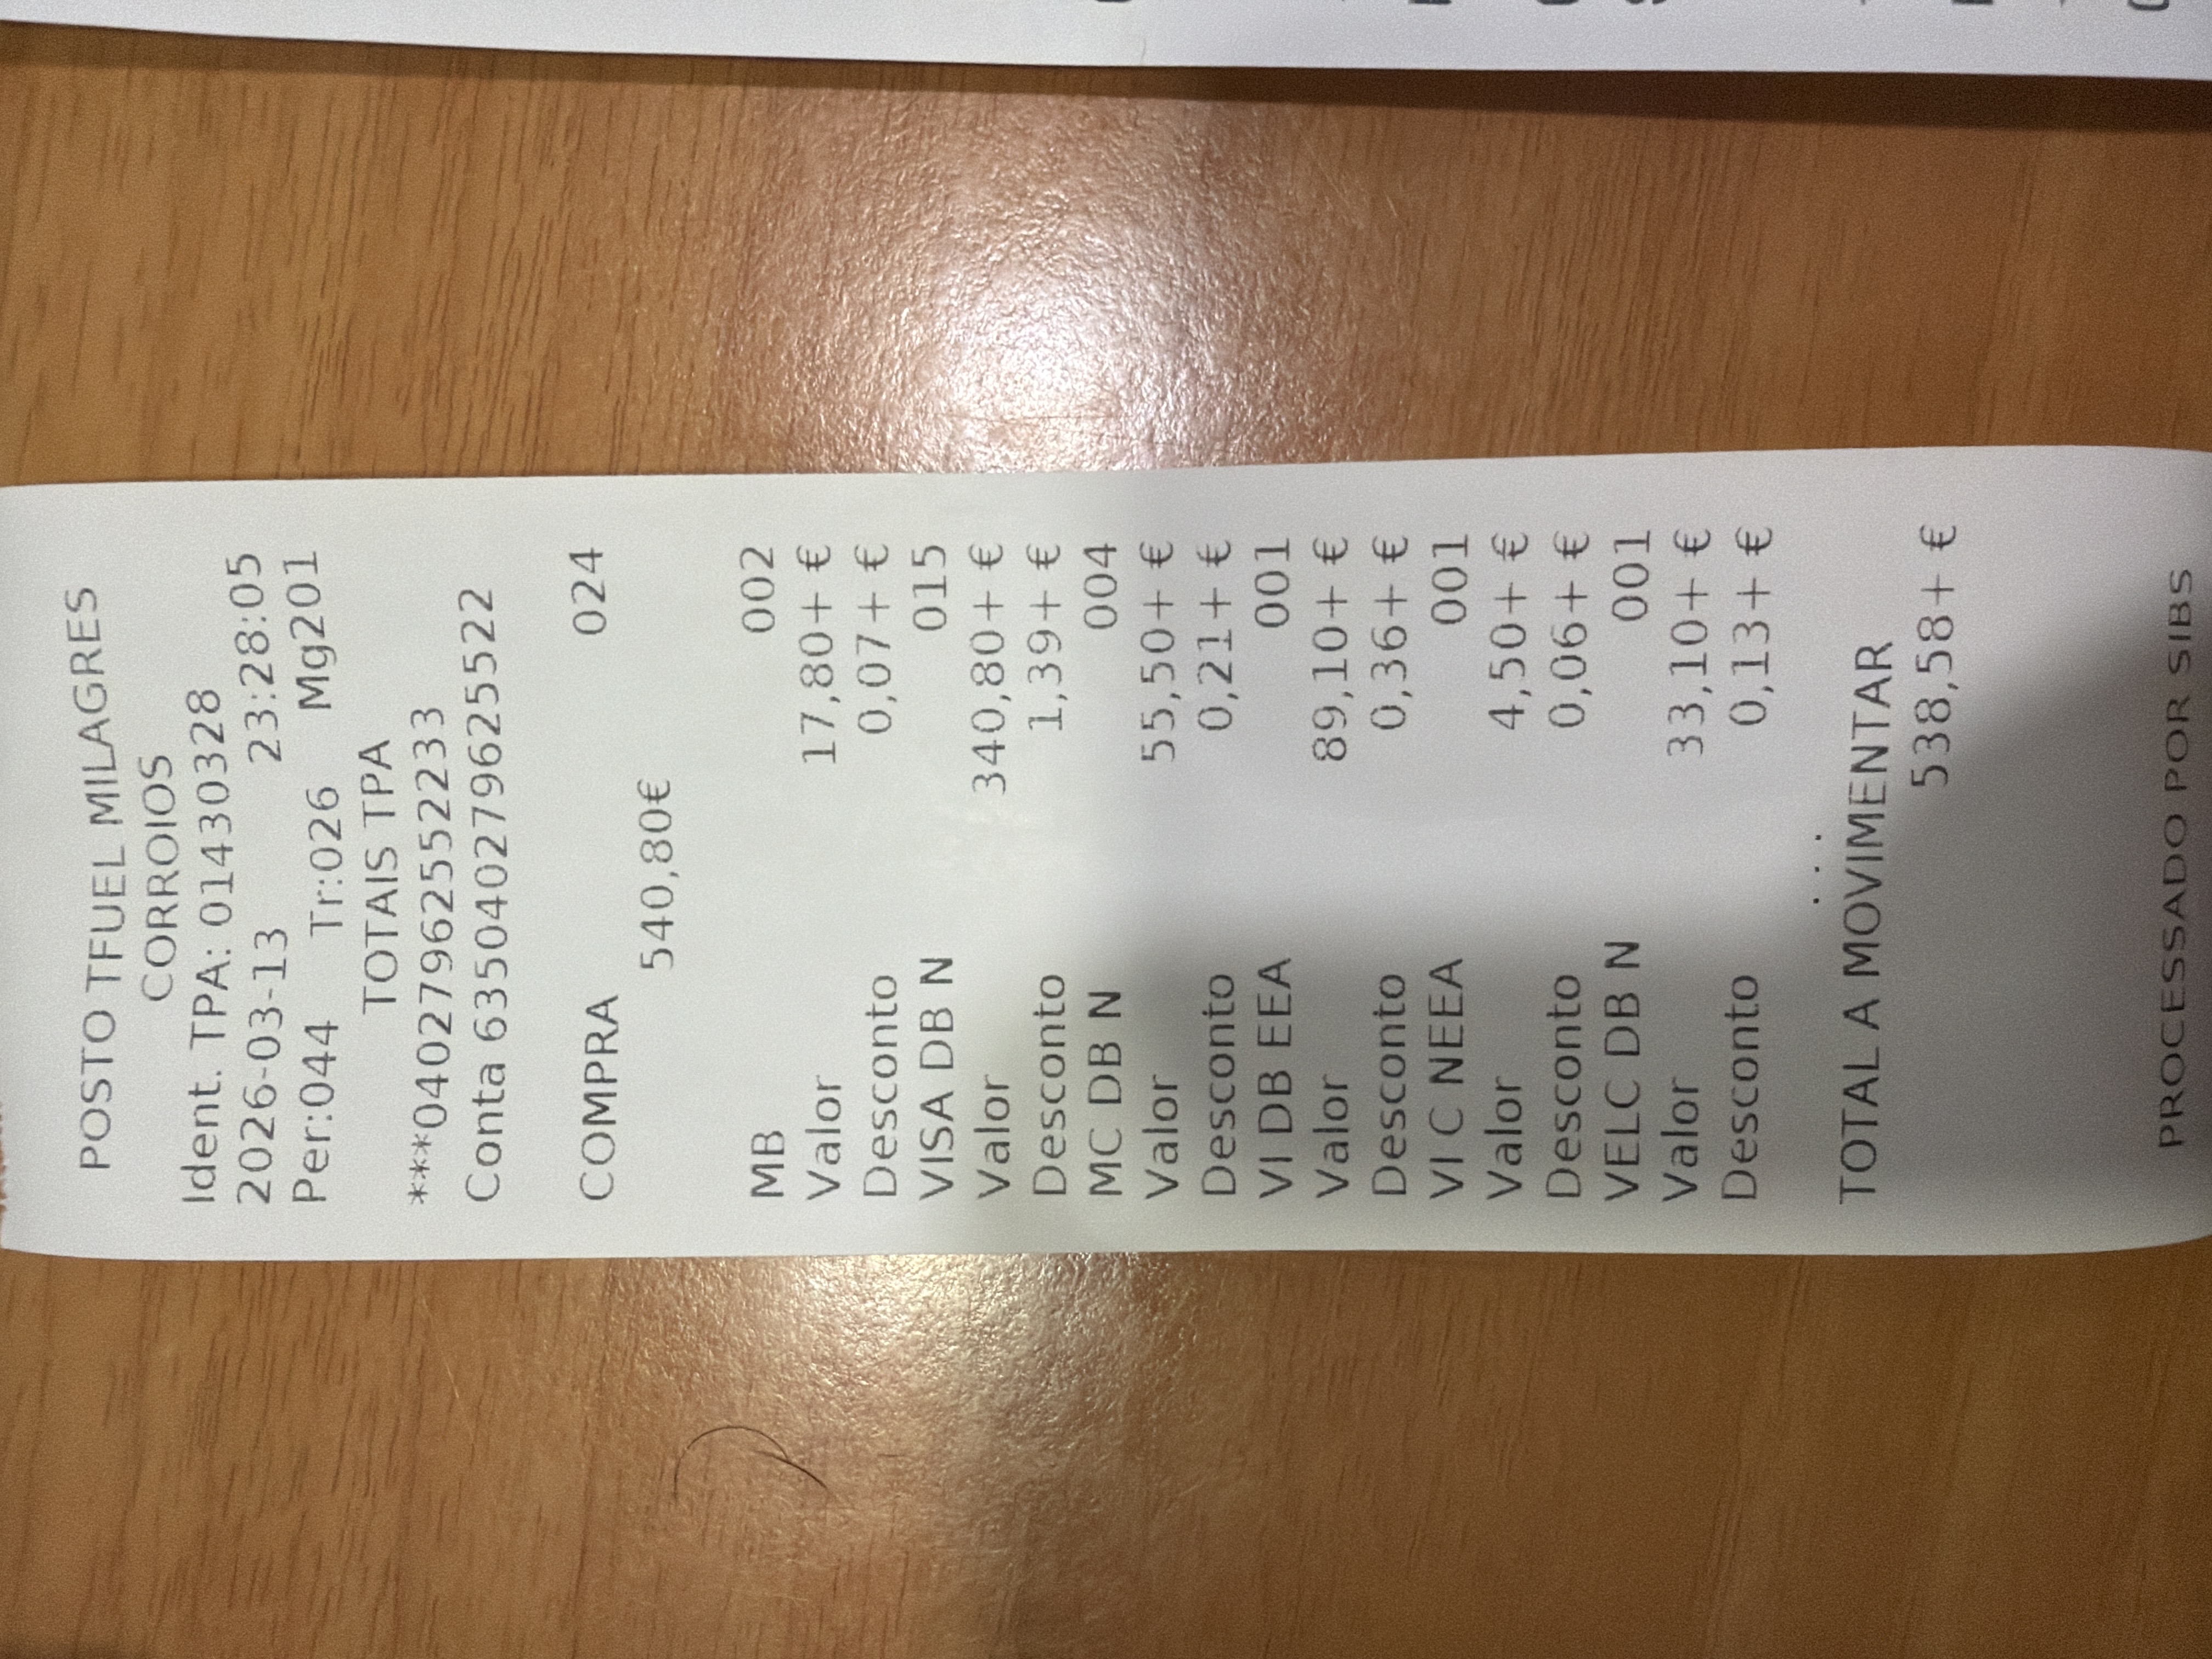 POSTO TFUEL MILAGRES
CORROIOS
Ident. TPA: 01430328
2026-03-13 23:28:05
Per:044 Tr:026 Mg201
TOTAIS TPA
***04027962552233
Conta 6350402796255​22
COMPRA 024
540,80€
MB 002
Valor 17,80+ €
Desconto 0,07+ €
VISA DB N 015
Valor 340,80+ €
Desconto 1,39+ €
MC DB N 004
Valor 55,50+ €
Desconto 0,21+ €
VI DB EEA 001
Valor 89,10+ €
Desconto 0,36+ €
VI C NEEA 001
Valor 4,50+ €
Desconto 0,06+ €
VELC DB N 001
Valor 33,10+ €
Desconto 0,13+ €
...
TOTAL A MOVIMENTAR
538,58+ €
PROCESSADO POR SIBS